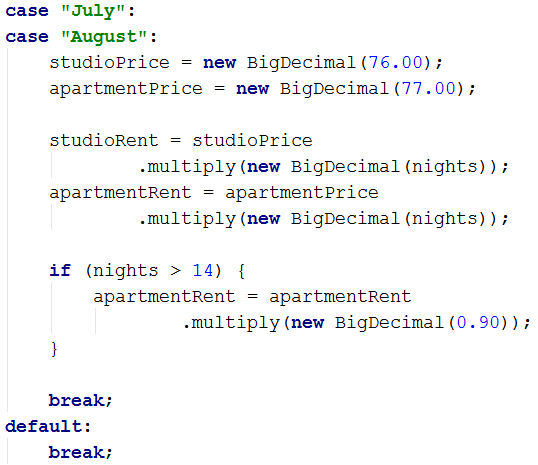 case "July":
case "August":
    studioPrice = new BigDecimal(76.00);
    apartmentPrice = new BigDecimal(77.00);

    studioRent = studioPrice
            .multiply(new BigDecimal(nights));
    apartmentRent = apartmentPrice
            .multiply(new BigDecimal(nights));

    if (nights > 14) {
        apartmentRent = apartmentRent
                .multiply(new BigDecimal(0.90));
    }

    break;
default:
    break;